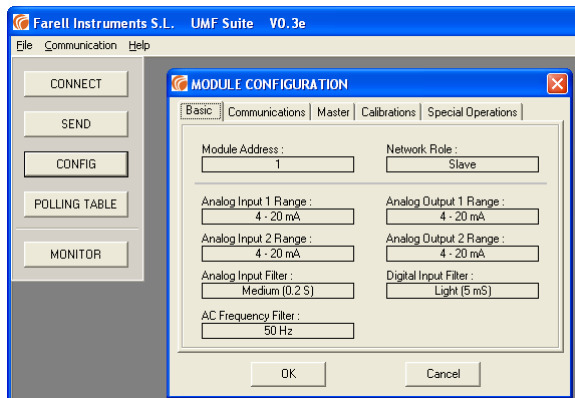 Farell Instruments S.L. UMF Suite V0.3e
File Communication Help
CONNECT
SEND
CONFIG
POLLING TABLE
MONITOR
MODULE CONFIGURATION
Basic Communications Master Calibrations Special Operations
Module Address : Network Role :
1 Slave
Analog Input 1 Range : Analog Output 1 Range :
4 - 20 mA 4 - 20 mA
Analog Input 2 Range : Analog Output 2 Range :
4 - 20 mA 4 - 20 mA
Analog Input Filter : Digital Input Filter :
Medium (0.2 S) Light (5 mS)
AC Frequency Filter :
50 Hz
OK Cancel